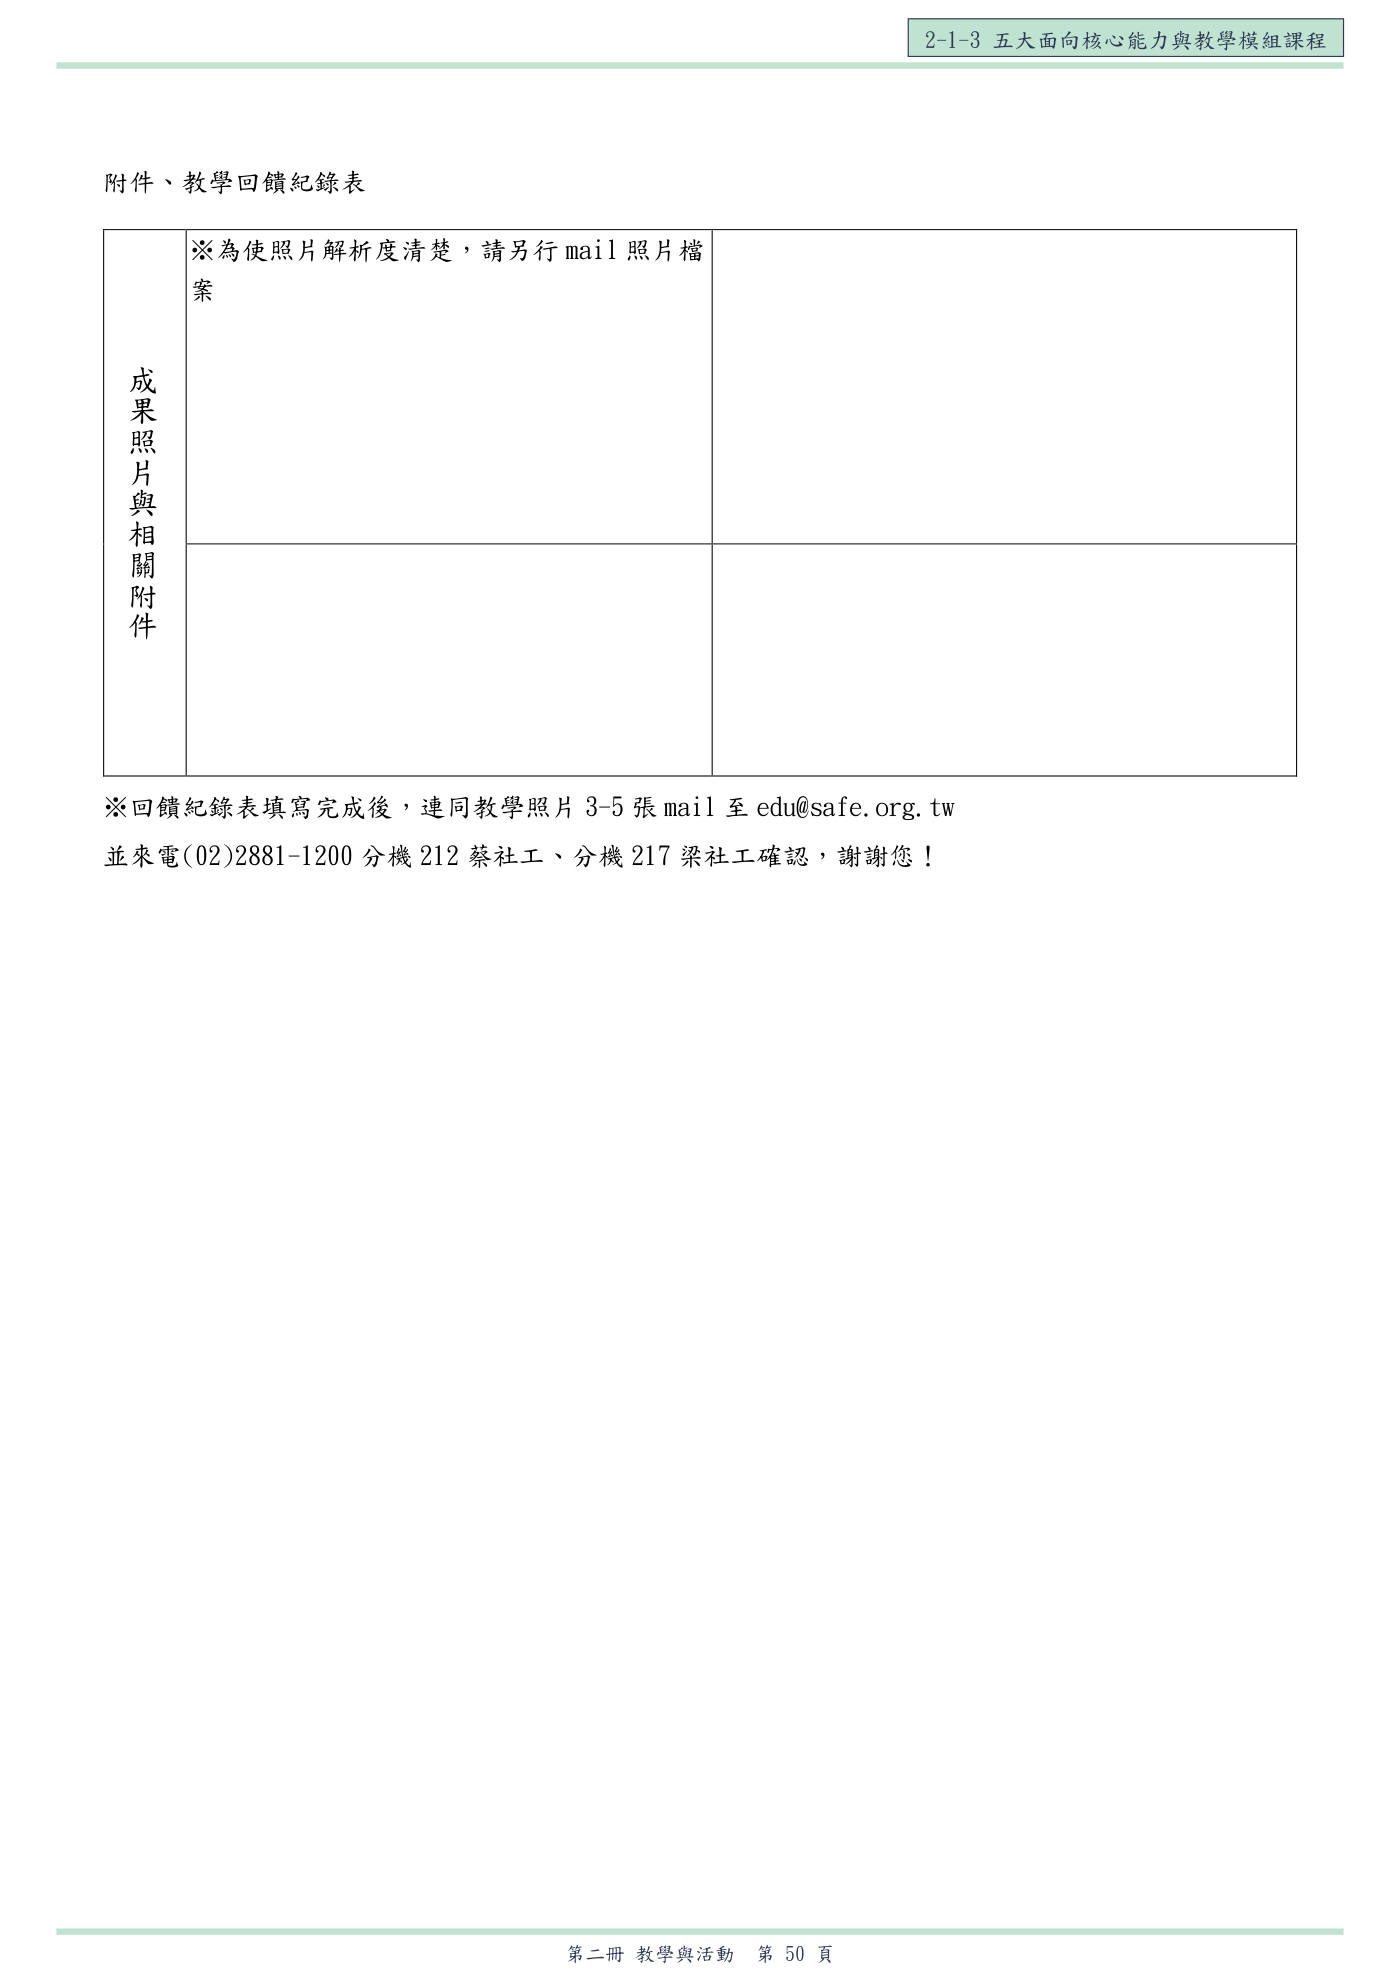 2-1-3 五大面向核心能力與教學模組課程
附件、教學回饋紀錄表
成果照片與相關附件
※為使照片解析度清楚，請另行 mail 照片檔
案
※回饋紀錄表填寫完成後，連同教學照片 3-5 張 mail 至 edu@safe.org.tw
並來電(02)2881-1200 分機 212 蔡社工、分機 217 梁社工確認，謝謝您！
第二冊 教學與活動 第 50 頁